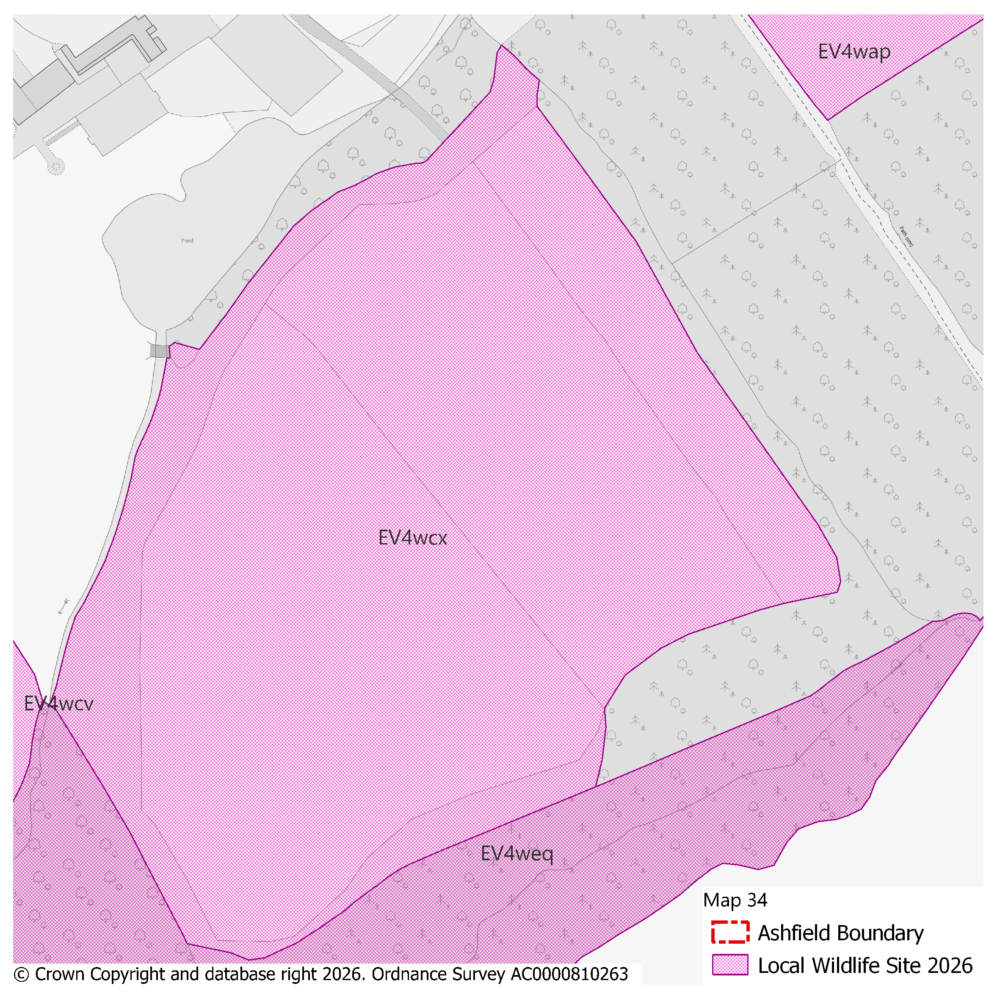 EV4wap
Path (um)
Pond
EV4wcx
EV4wcv
EV4weq
Map 34
Ashfield Boundary
Local Wildlife Site 2026
© Crown Copyright and database right 2026. Ordnance Survey AC0000810263